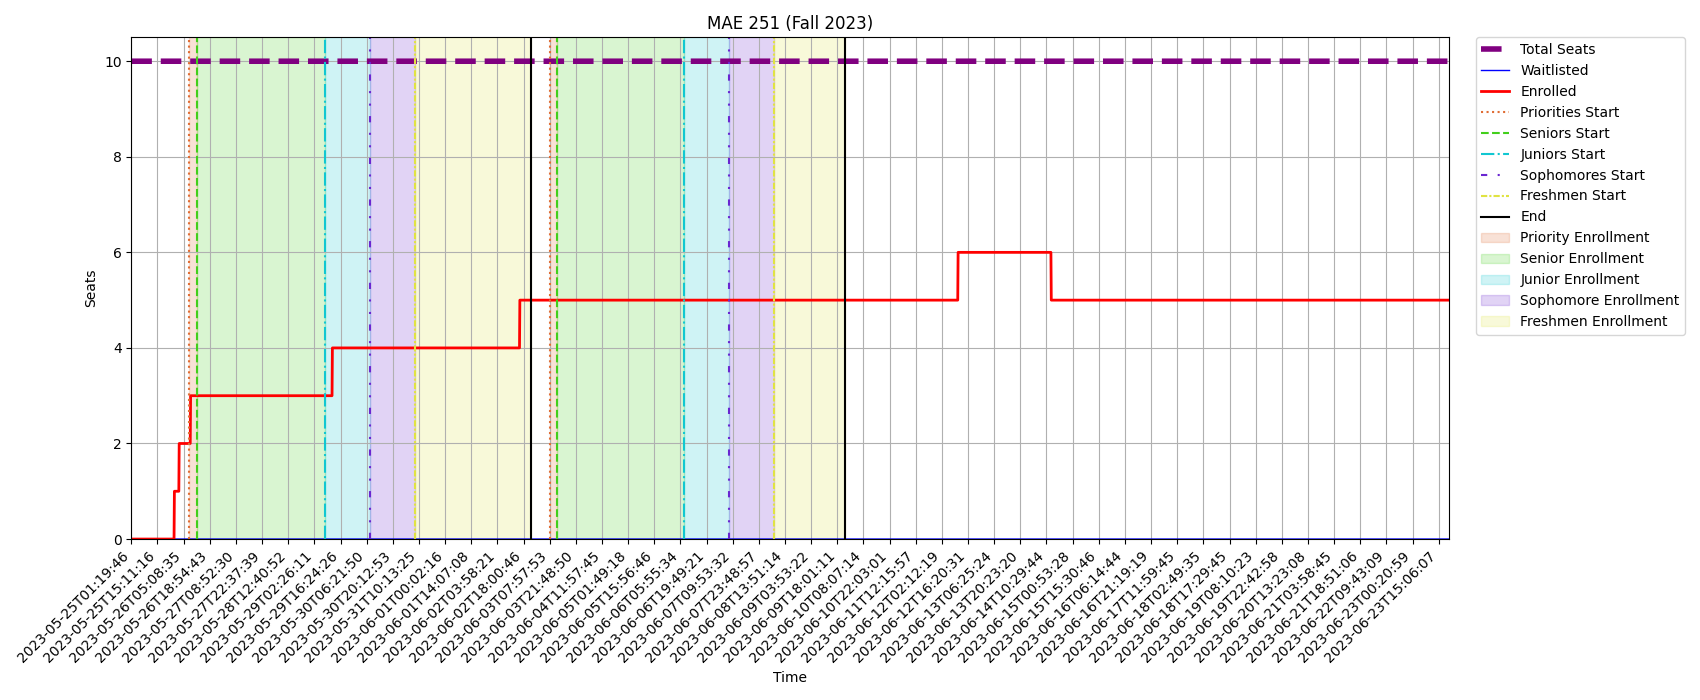 MAE 251 (Fall 2023)
Seats
10
8
6
4
2
0
2023-05-25T01:19:46
2023-05-25T15:11:16
2023-05-26T05:08:35
2023-05-26T18:54:43
2023-05-27T08:52:30
2023-05-27T22:37:39
2023-05-28T12:40:52
2023-05-29T02:26:11
2023-05-29T16:24:26
2023-05-30T06:21:50
2023-05-30T20:12:53
2023-05-31T10:13:25
2023-06-01T00:02:16
2023-06-01T14:07:08
2023-06-02T03:58:21
2023-06-02T18:00:46
2023-06-03T07:57:53
2023-06-03T21:48:50
2023-06-04T11:57:45
2023-06-05T01:49:18
2023-06-05T15:56:46
2023-06-06T05:55:34
2023-06-06T19:49:21
2023-06-07T09:53:32
2023-06-07T23:48:57
2023-06-08T13:51:14
2023-06-09T03:53:22
2023-06-09T18:01:11
2023-06-10T08:07:14
2023-06-10T22:03:01
2023-06-11T12:15:57
2023-06-12T02:12:19
2023-06-12T16:20:31
2023-06-13T06:25:24
2023-06-13T20:23:20
2023-06-14T10:29:44
2023-06-15T00:53:28
2023-06-15T15:30:46
2023-06-16T06:14:44
2023-06-16T21:19:19
2023-06-17T11:59:45
2023-06-18T02:49:35
2023-06-18T17:29:45
2023-06-19T08:10:23
2023-06-19T22:42:58
2023-06-20T13:23:08
2023-06-21T03:58:45
2023-06-21T18:51:06
2023-06-22T09:43:09
2023-06-23T00:20:59
2023-06-23T15:06:07
Time
Total Seats
Waitlisted
Enrolled
Priorities Start
Seniors Start
Juniors Start
Sophomores Start
Freshmen Start
End
Priority Enrollment
Senior Enrollment
Junior Enrollment
Sophomore Enrollment
Freshmen Enrollment